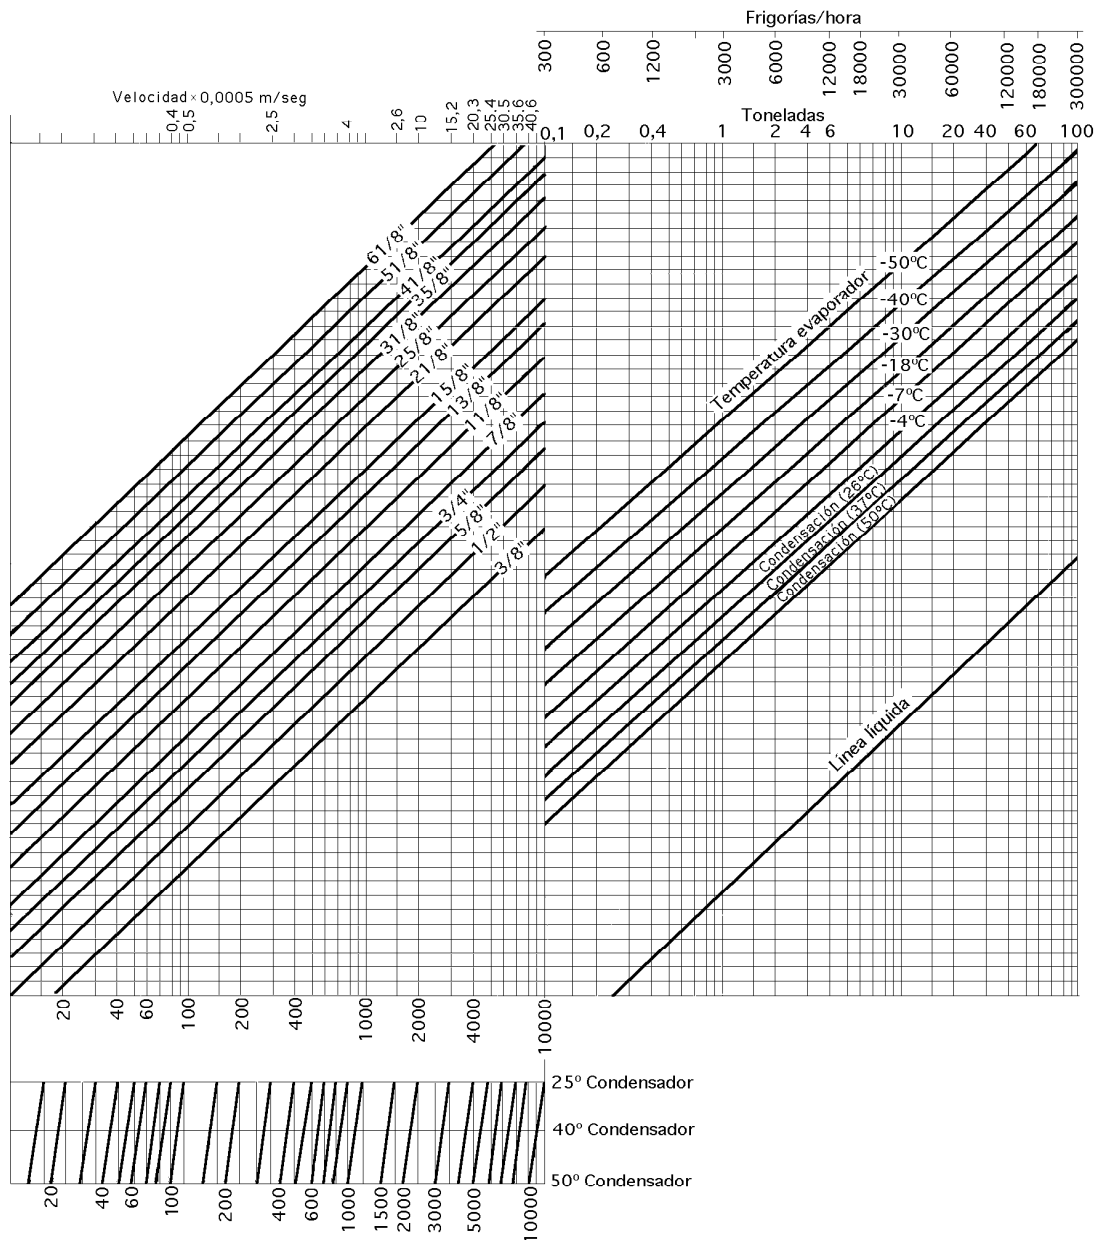 Frigorías/hora
300 600 1200 3000 6000 12000 18000 30000 60000 120000 180000 300000
Velocidad×0,0005 m/seg
0,4 0,5 2,5 4 2,6 10 15,2 20,3 25,4 30,5 35,6 40,6
Toneladas
0,1 0,2 0,4 1 2 4 6 10 20 40 60 100
61/8"
51/8"
41/8"
35/8"
31/8"
25/8"
21/8"
15/8"
13/8"
11/8"
7/8"
3/4"
5/8"
1/2"
3/8"
Temperatura evaporador
-50ºC
-40ºC
-30ºC
-18ºC
-7ºC
-4ºC
Condensación (26ºC)
Condensación (37ºC)
Condensación (50ºC)
Línea líquida
20 40 60 100 200 400 1000 2000 4000 10000
25º Condensador
40º Condensador
50º Condensador
20 40 60 100 200 400 600 1000 1500 2000 3000 5000 10000